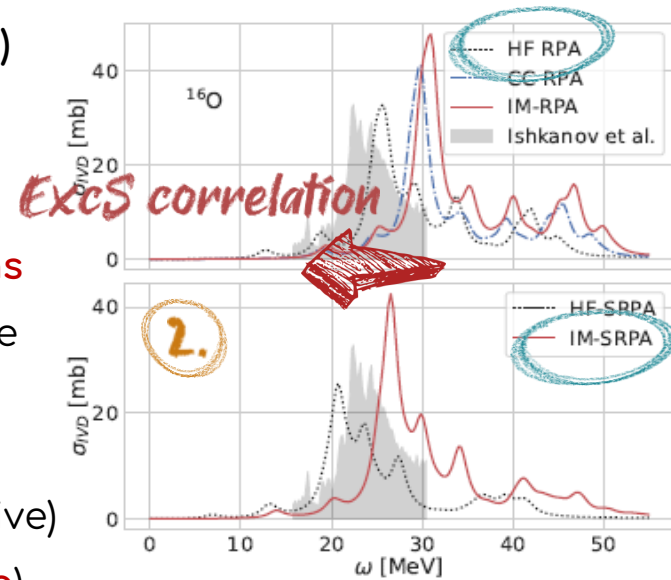 )
HF RPA
CC-RPA
IM-RPA
Ishkanov et al.
¹⁶O
40
20
0
σIVD [mb]
ExcS correlation
s
e
HF-SRPA
IM-SRPA
2.
40
20
0
σIVD [mb]
ve)
)
0 10 20 30 40 50
ω [MeV]